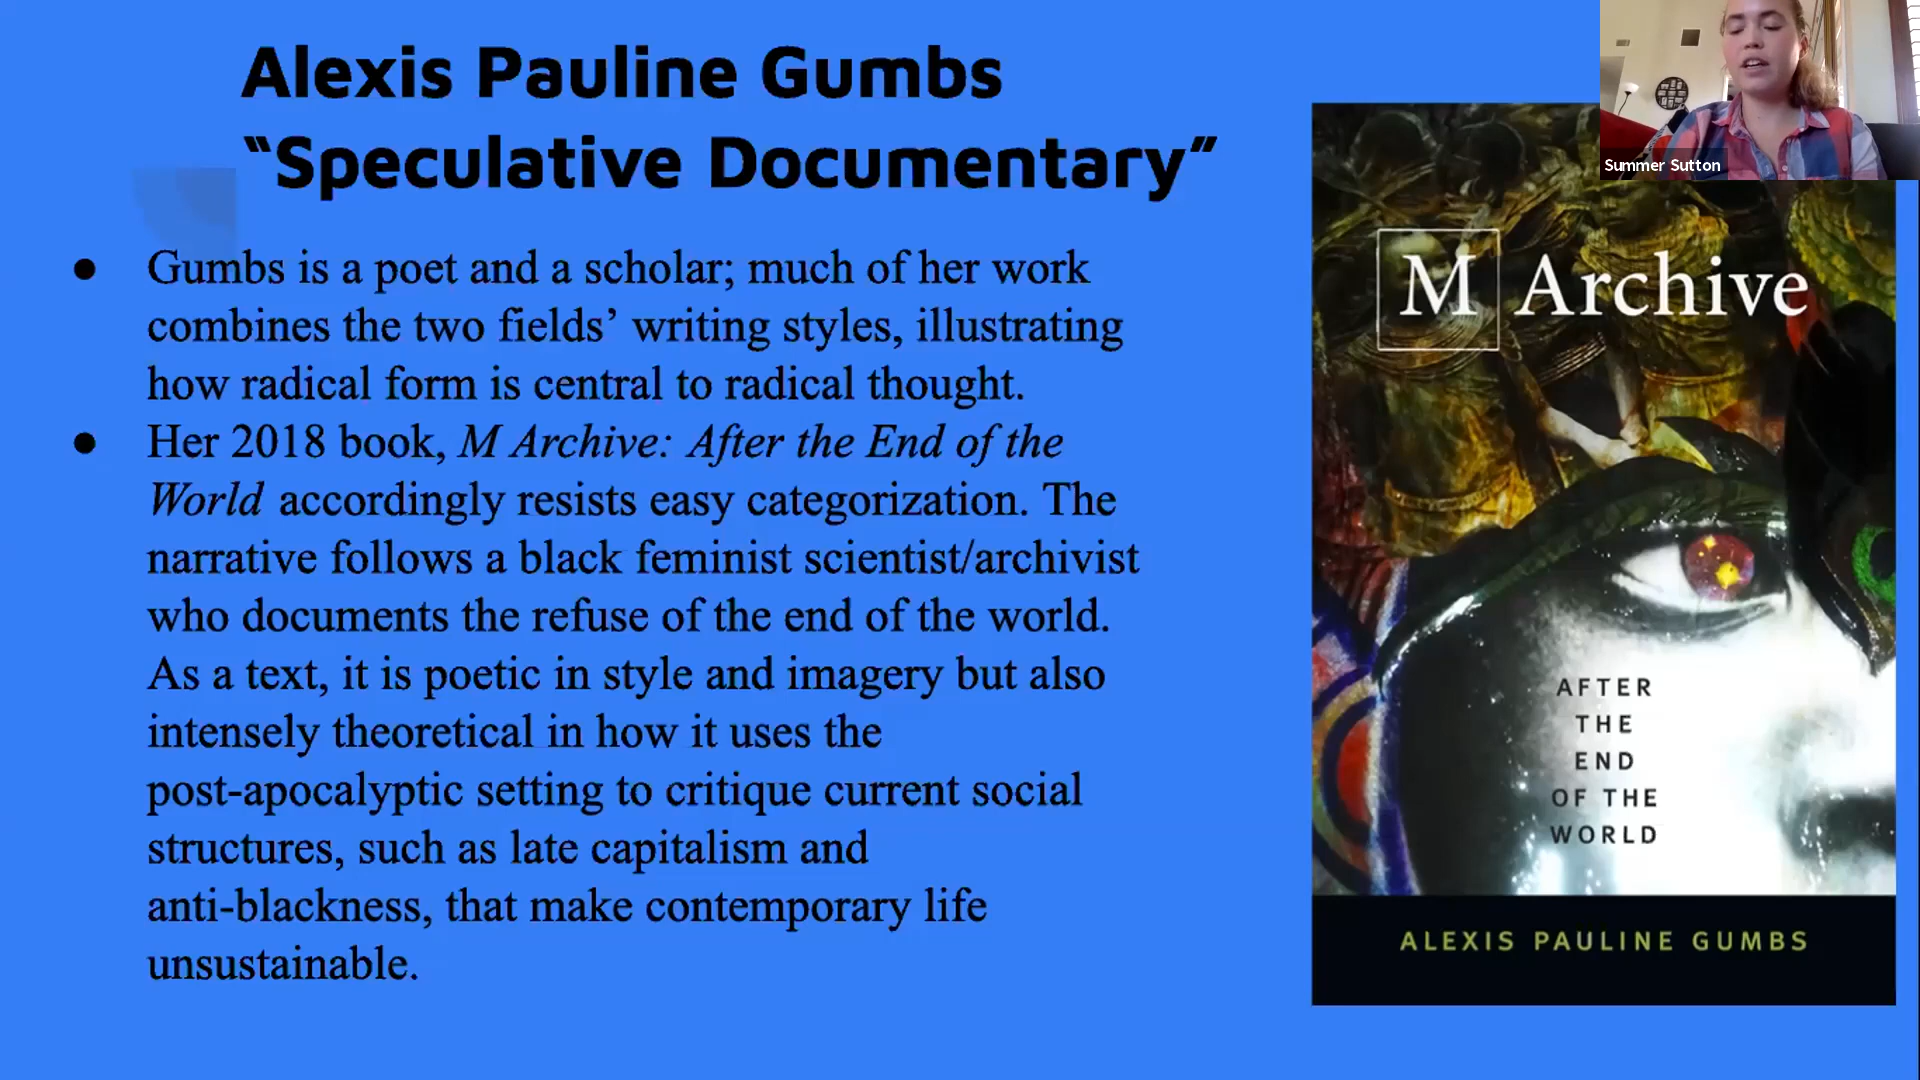 Alexis Pauline Gumbs
“Speculative Documentary”
● Gumbs is a poet and a scholar; much of her work
combines the two fields’ writing styles, illustrating
how radical form is central to radical thought.
● Her 2018 book, M Archive: After the End of the
World accordingly resists easy categorization. The
narrative follows a black feminist scientist/archivist
who documents the refuse of the end of the world.
As a text, it is poetic in style and imagery but also
intensely theoretical in how it uses the
post-apocalyptic setting to critique current social
structures, such as late capitalism and
anti-blackness, that make contemporary life
unsustainable.
Summer Sutton
M Archive
AFTER
THE
END
OF THE
WORLD
ALEXIS PAULINE GUMBS